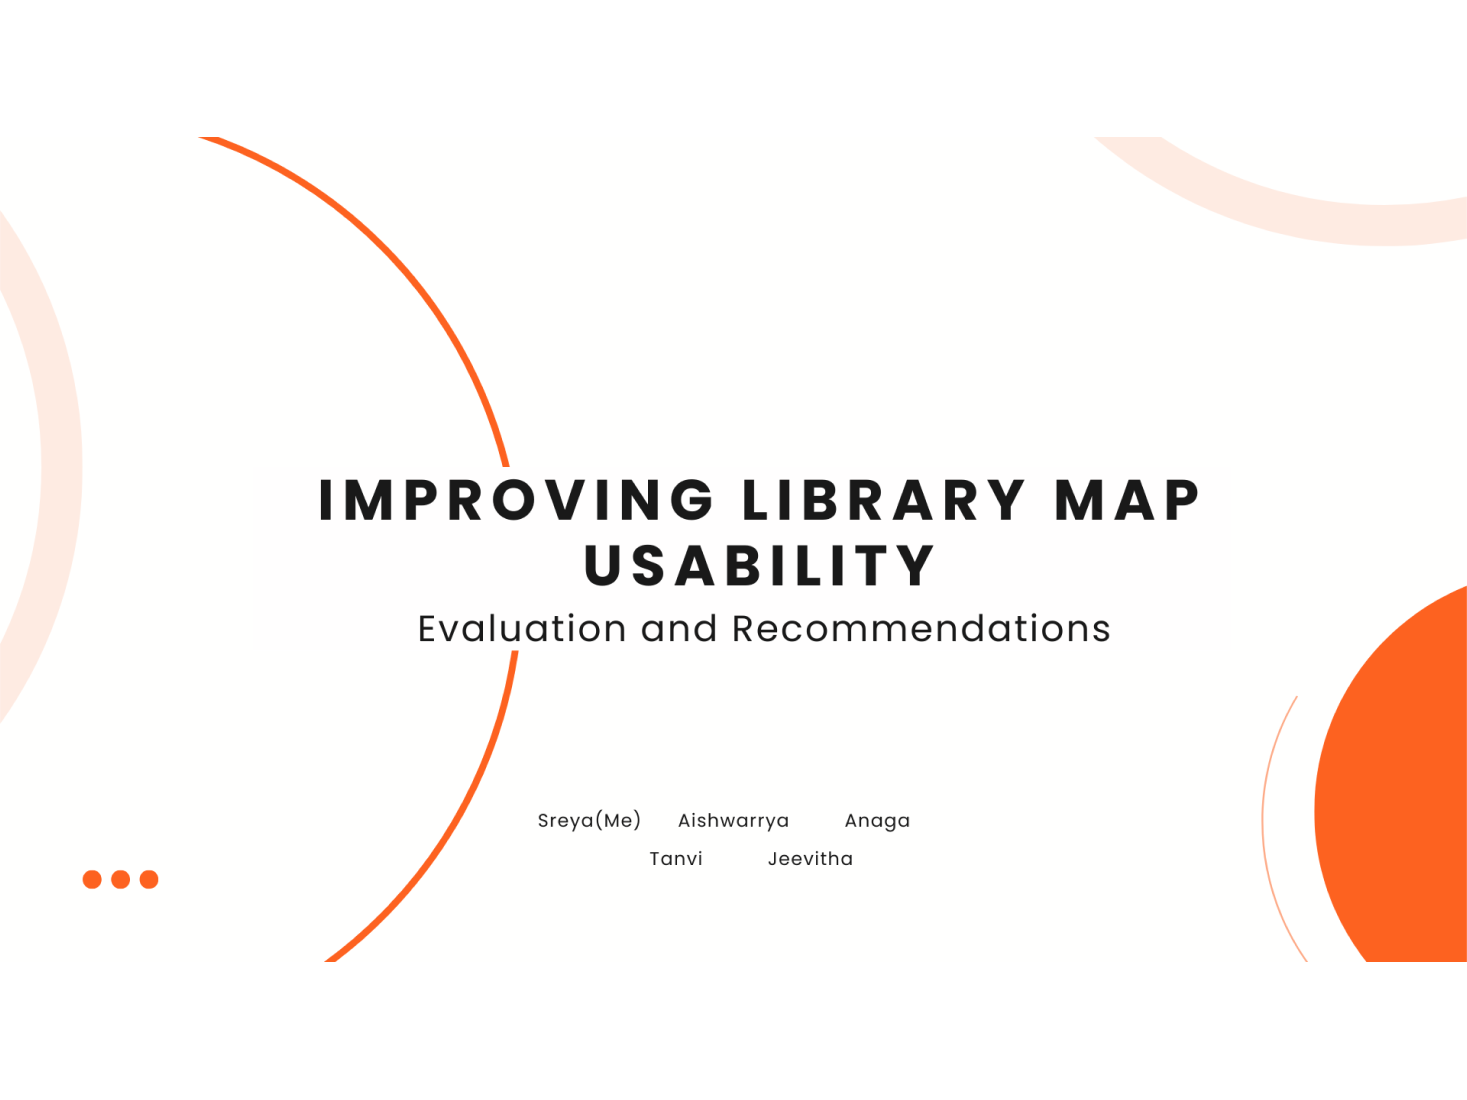 IMPROVING LIBRARY MAP
USABILITY
Evaluation and Recommendations
Sreya(Me) Aishwarrya Anaga
Tanvi Jeevitha